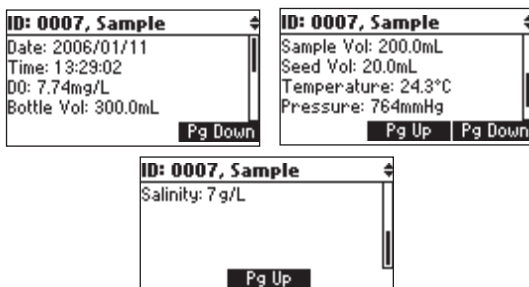 ID: 0007, Sample
Date: 2006/01/11
Time: 13:29:02
D0: 7.74mg/L
Bottle Vol: 300.0mL
Pg Down
ID: 0007, Sample
Sample Vol: 200.0mL
Seed Vol: 20.0mL
Temperature: 24.3°C
Pressure: 764mmHg
Pg Up Pg Down
ID: 0007, Sample
Salinity: 7g/L
Pg Up